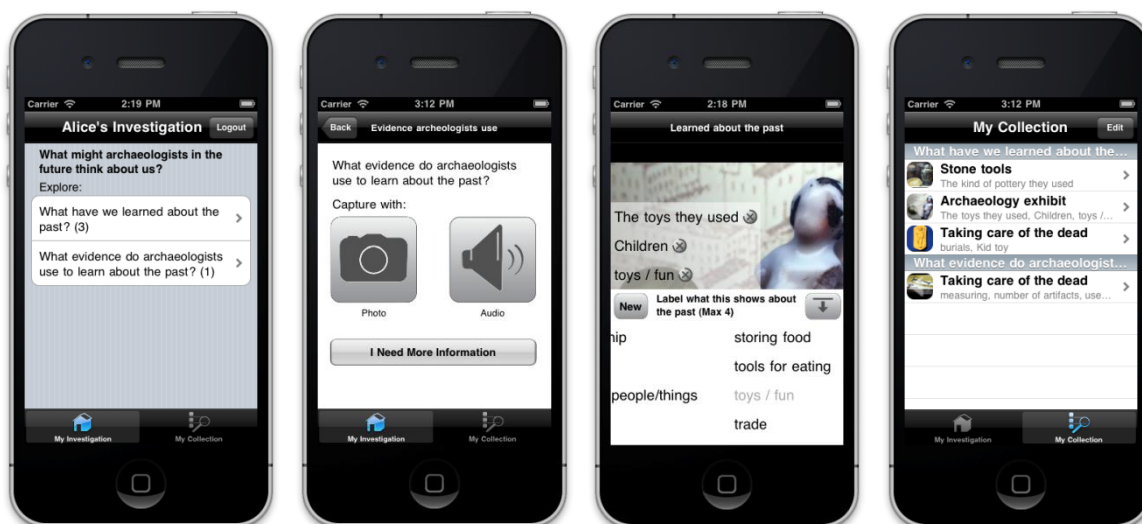 Carrier 2:19 PM
Alice's Investigation Logout
What might archaeologists in the
future think about us?
Explore:
What have we learned about the
past? (3)
What evidence do archaeologists
use to learn about the past? (1)
My Investigation My Collection
Carrier 3:12 PM
Back Evidence archeologists use
What evidence do archaeologists
use to learn about the past?
Capture with:
Photo Audio
I Need More Information
My Investigation My Collection
Carrier 2:18 PM
Learned about the past
The toys they used
Children
toys / fun
New Label what this shows about
the past (Max 4)
hip storing food
tools for eating
people/things toys / fun
trade
Carrier 3:12 PM
My Collection Edit
What have we learned about the...
Stone tools
The kind of pottery they used
Archaeology exhibit
The toys they used, Children, toys /...
Taking care of the dead
burials, Kid toy
What evidence do archaeologist...
Taking care of the dead
measuring, number of artifacts, use...
My Investigation My Collection